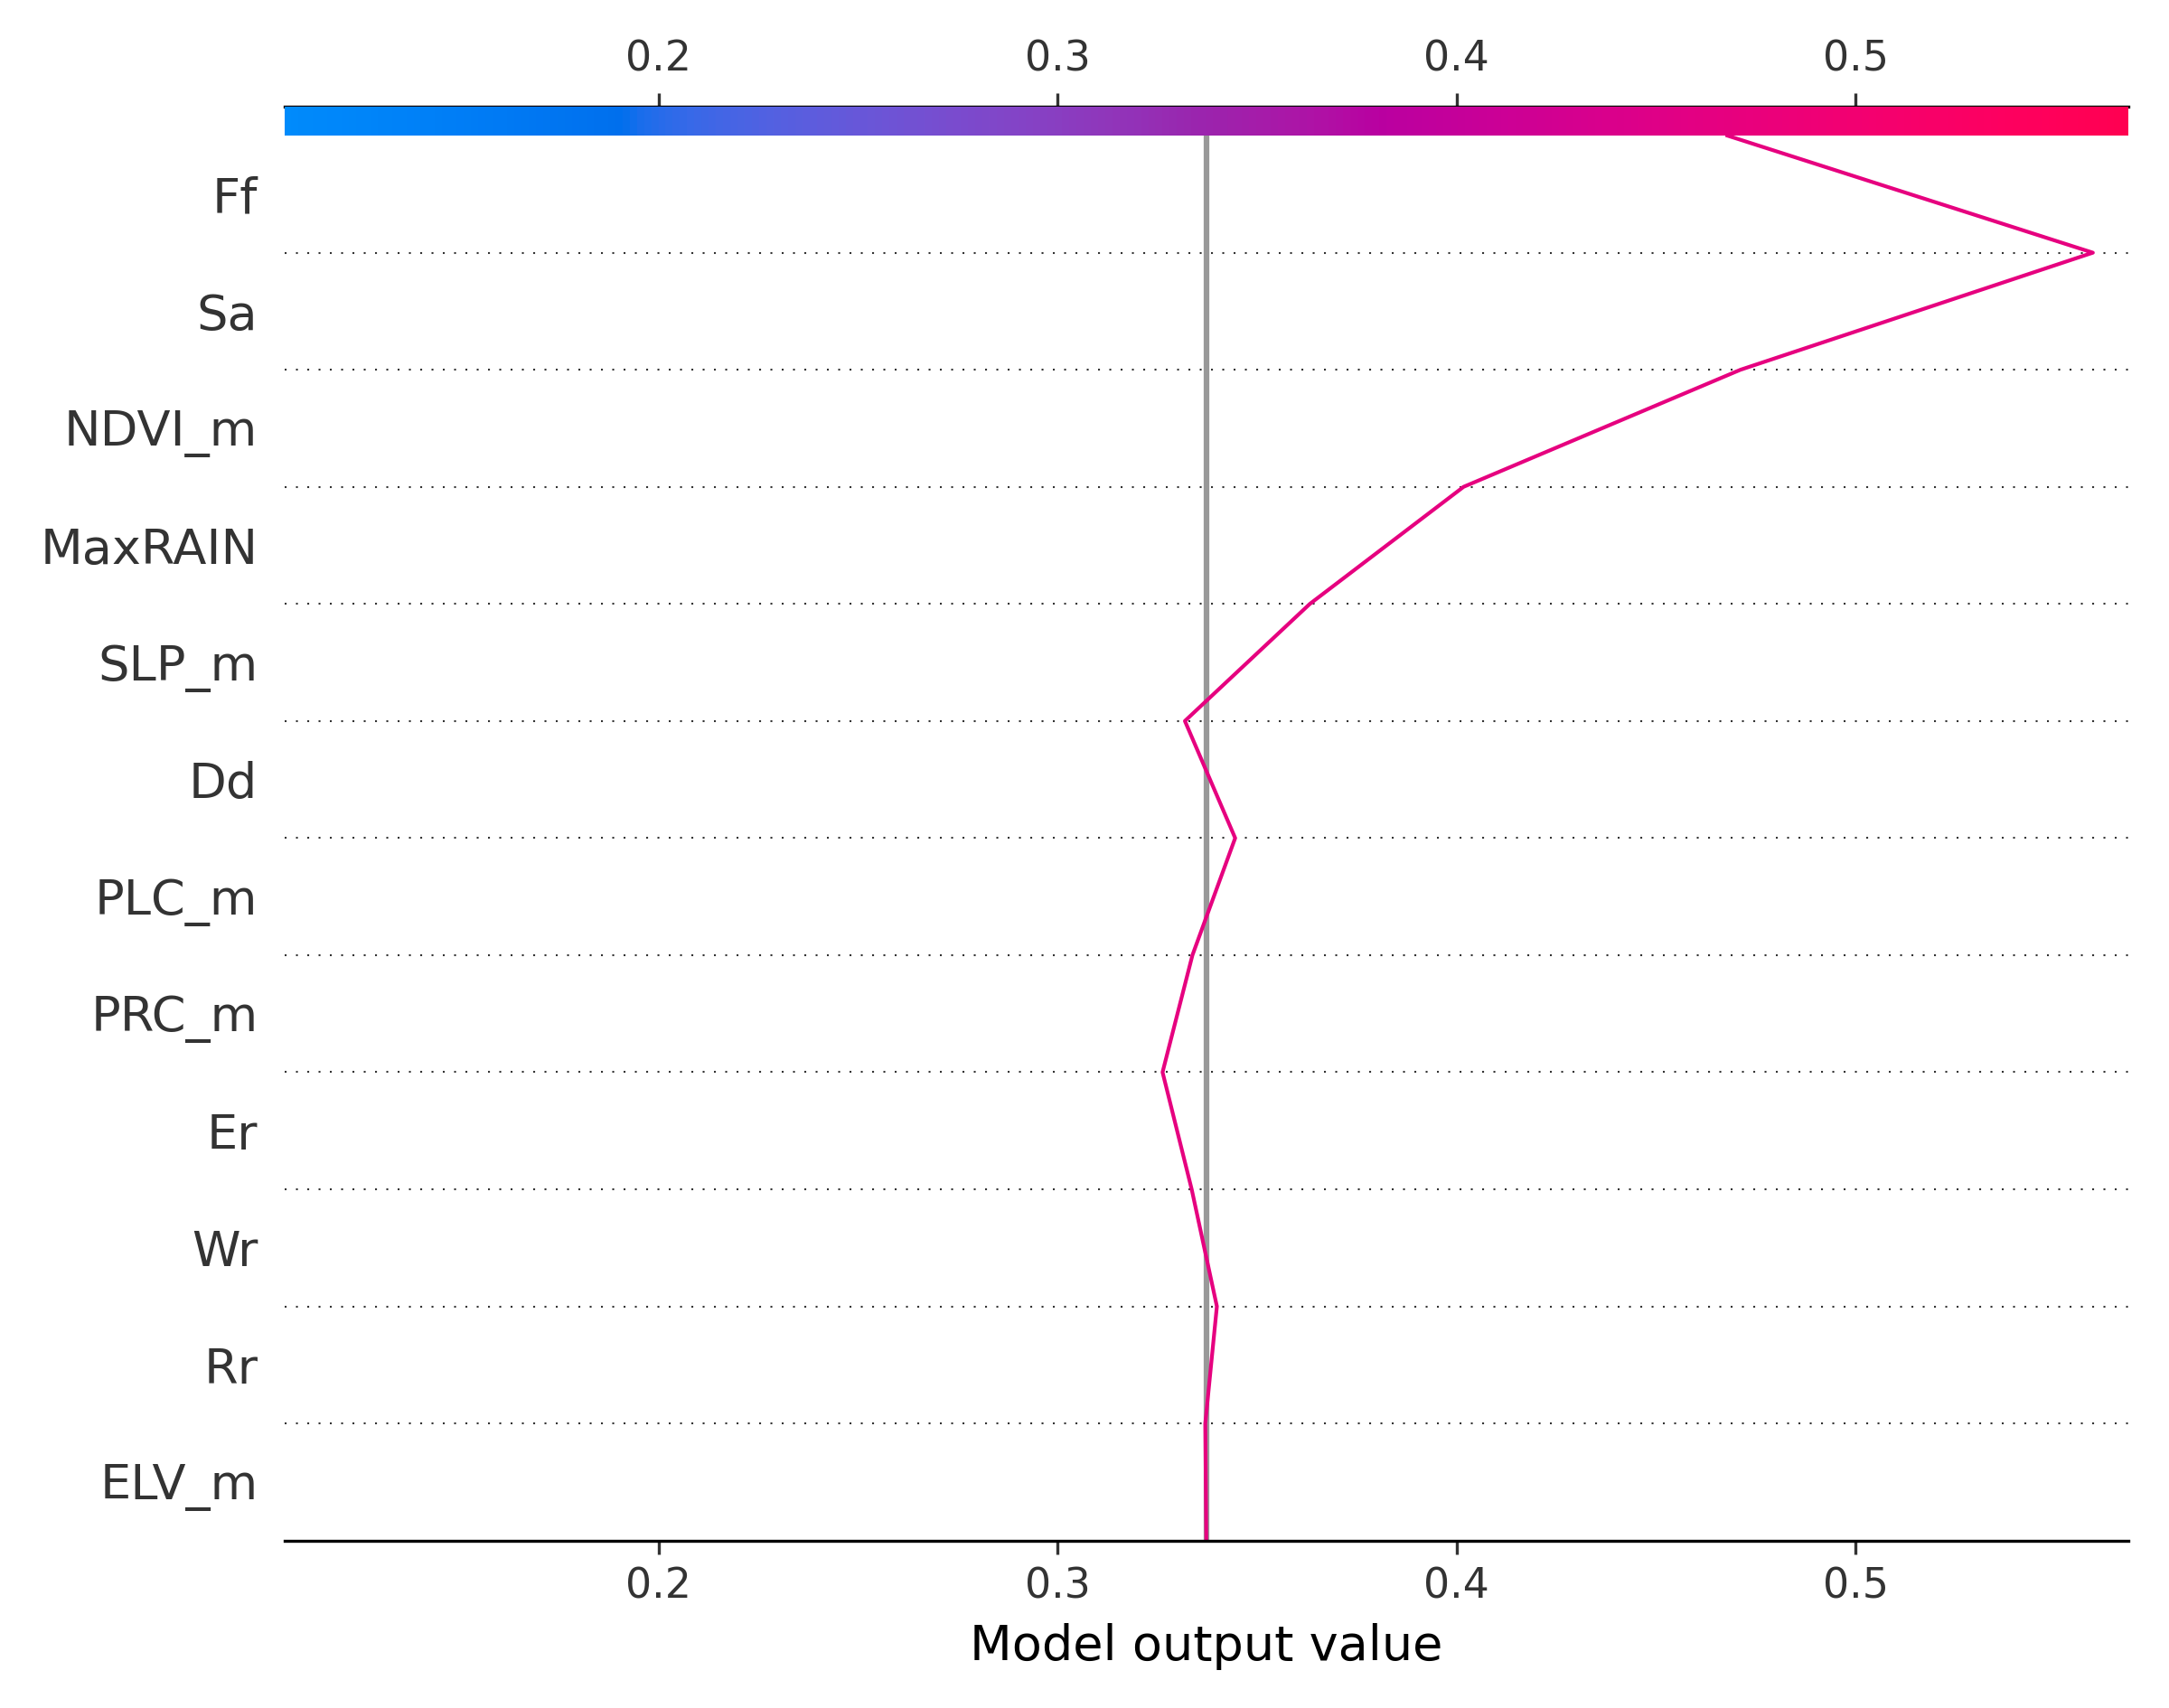 0.2 0.3 0.4 0.5
Ff
Sa
NDVI_m
MaxRAIN
SLP_m
Dd
PLC_m
PRC_m
Er
Wr
Rr
ELV_m
0.2 0.3 0.4 0.5
Model output value